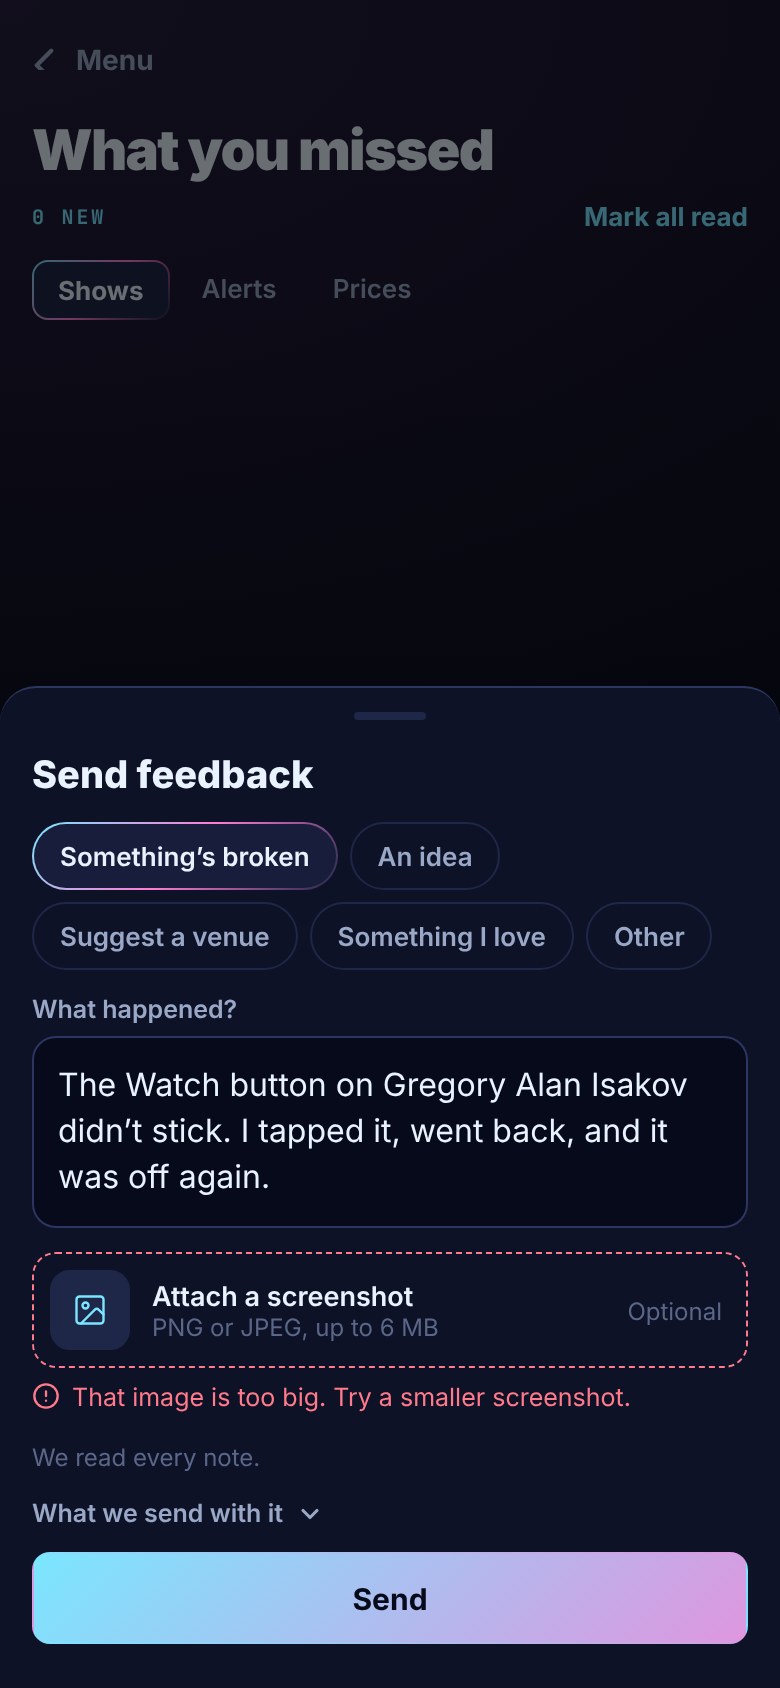 Menu
What you missed
0 NEW
Mark all read
Shows
Alerts
Prices
Send feedback
Something’s broken
An idea
Suggest a venue
Something I love
Other
What happened?
The Watch button on Gregory Alan Isakov
didn’t stick. I tapped it, went back, and it
was off again.
Attach a screenshot
PNG or JPEG, up to 6 MB
Optional
That image is too big. Try a smaller screenshot.
We read every note.
What we send with it
Send